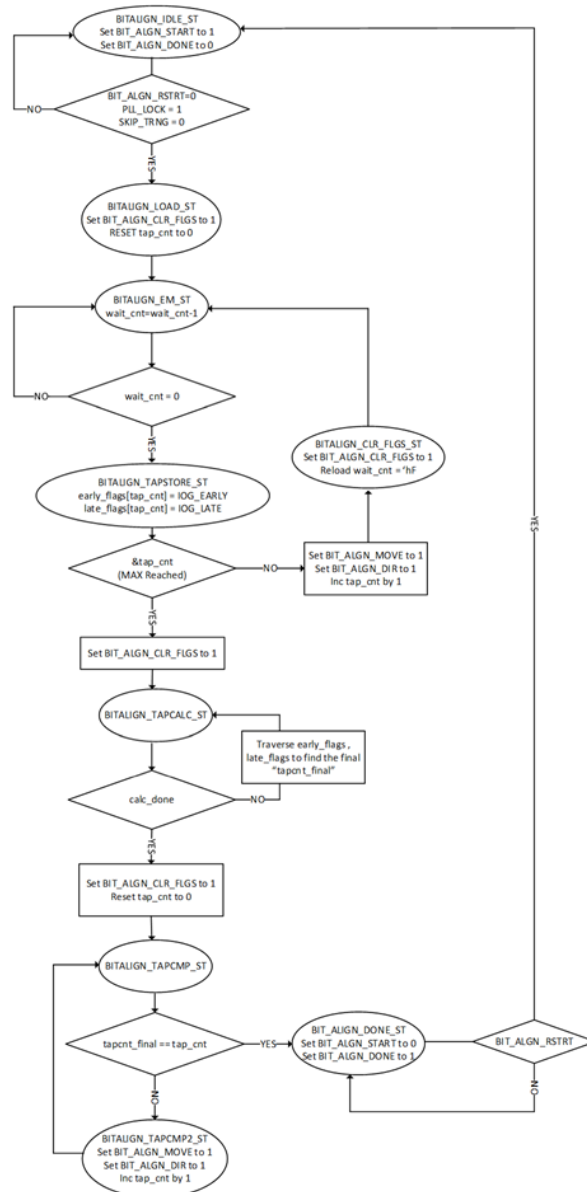 BITALIGN_IDLE_ST
Set BIT_ALGN_START to 1
Set BIT_ALGN_DONE to 0
BIT_ALGN_RSTRT=0
PLL_LOCK = 1
SKIP_TRNG = 0
NO
YES
BITALIGN_LOAD_ST
Set BIT_ALGN_CLR_FLGS to 1
RESET tap_cnt to 0
BITALIGN_EM_ST
wait_cnt=wait_cnt-1
wait_cnt = 0
NO
YES
BITALIGN_CLR_FLGS_ST
Set BIT_ALGN_CLR_FLGS to 1
Reload wait_cnt = 'hF
BITALIGN_TAPSTORE_ST
early_flags[tap_cnt] = IOG_EARLY
late_flags[tap_cnt] = IOG_LATE
&tap_cnt
(MAX Reached)
NO
Set BIT_ALGN_MOVE to 1
Set BIT_ALGN_DIR to 1
Inc tap_cnt by 1
YES
YES
Set BIT_ALGN_CLR_FLGS to 1
BITALIGN_TAPCALC_ST
Traverse early_flags ,
late_flags to find the final
"tapcnt_final"
calc_done
NO
YES
Set BIT_ALGN_CLR_FLGS to 1
Reset tap_cnt to 0
BITALIGN_TAPCMP_ST
tapcnt_final == tap_cnt
YES
BIT_ALIGN_DONE_ST
Set BIT_ALGN_START to 0
Set BIT_ALGN_DONE to 1
BIT_ALGN_RSTRT
NO
NO
BITALIGN_TAPCMP2_ST
Set BIT_ALGN_MOVE to 1
Set BIT_ALGN_DIR to 1
Inc tap_cnt by 1